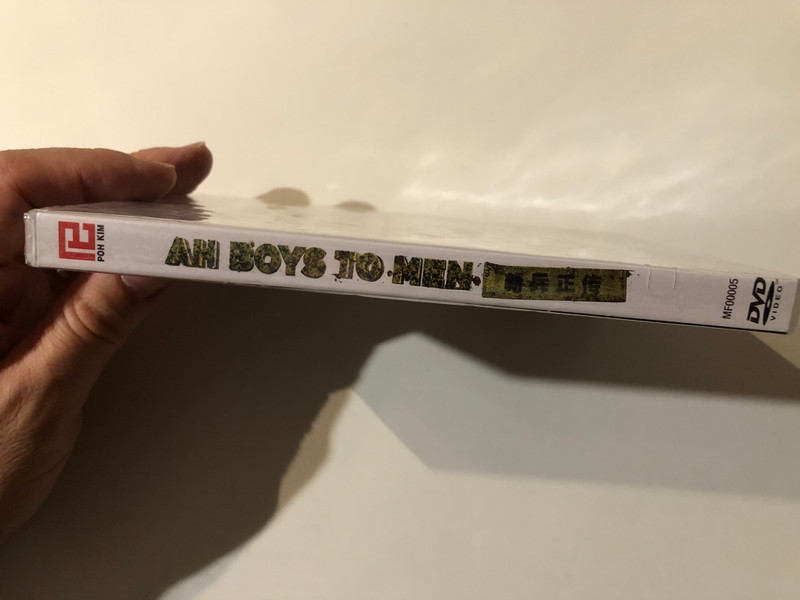 POH KIM
AH BOYS TO MEN 新兵正传
MF00005
DVD
VIDEO